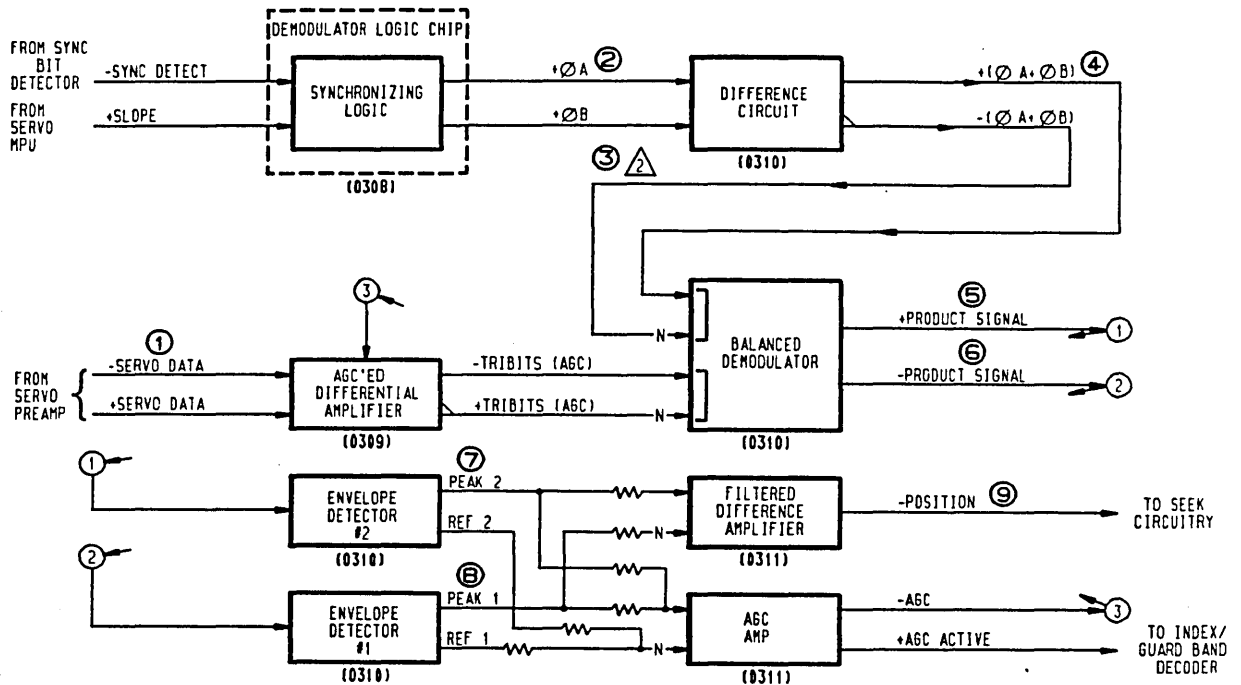 DEMODULATOR LOGIC CHIP
FROM SYNC
BIT
DETECTOR
-SYNC DETECT
FROM
SERVO
MPU
+SLOPE
SYNCHRONIZING
LOGIC
(0308)
+ØA ②
+ØB
DIFFERENCE
CIRCUIT
(0310)
+(Ø A+ ØB) ④
-(Ø A+ ØB)
③ 2
③
FROM
SERVO
PREAMP
①
-SERVO DATA
+SERVO DATA
AGC'ED
DIFFERENTIAL
AMPLIFIER
(0309)
-TRIBITS (AGC)
+TRIBITS (AGC)
N
N
BALANCED
DEMODULATOR
(0310)
⑤
+PRODUCT SIGNAL
①
⑥
-PRODUCT SIGNAL
②
①
ENVELOPE
DETECTOR
#2
(0310)
⑦
PEAK 2
REF 2
N
FILTERED
DIFFERENCE
AMPLIFIER
(0311)
-POSITION ⑨
TO SEEK
CIRCUITRY
②
ENVELOPE
DETECTOR
#1
(0310)
⑧
PEAK 1
REF 1
N
AGC
AMP
(0311)
-AGC
③
+AGC ACTIVE
TO INDEX/
GUARD BAND
DECODER